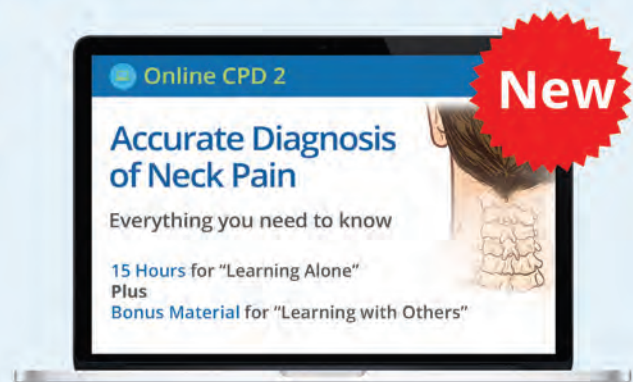 Online CPD 2
New
Accurate Diagnosis
of Neck Pain
Everything you need to know
15 Hours for “Learning Alone”
Plus
Bonus Material for “Learning with Others”